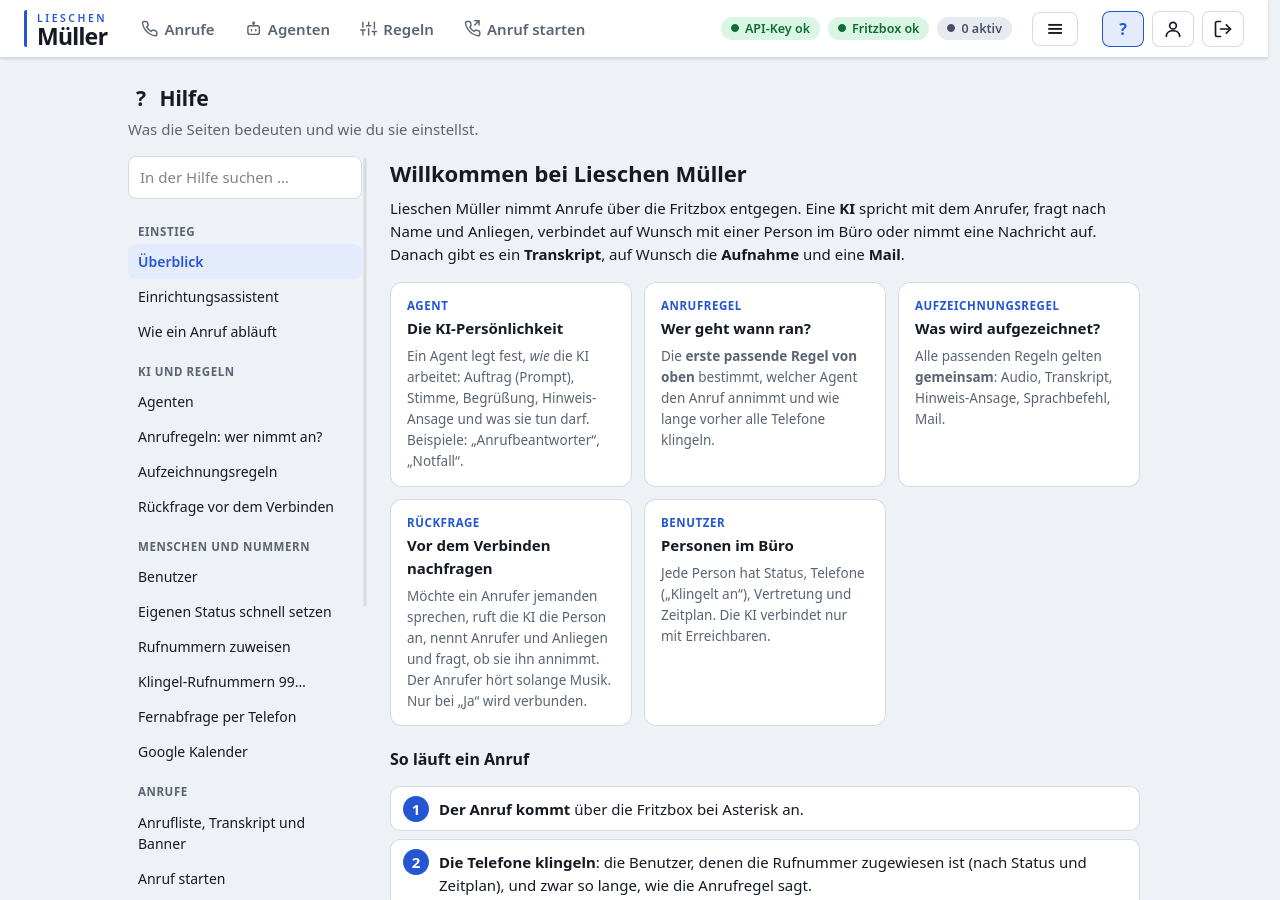 LIESCHEN
Müller
Anrufe
Agenten
Regeln
Anruf starten
API-Key ok
Fritzbox ok
0 aktiv
?
? Hilfe
Was die Seiten bedeuten und wie du sie einstellst.
In der Hilfe suchen ...
EINSTIEG
Überblick
Einrichtungsassistent
Wie ein Anruf abläuft
KI UND REGELN
Agenten
Anrufregeln: wer nimmt an?
Aufzeichnungsregeln
Rückfrage vor dem Verbinden
MENSCHEN UND NUMMERN
Benutzer
Eigenen Status schnell setzen
Rufnummern zuweisen
Klingel-Rufnummern 99...
Fernabfrage per Telefon
Google Kalender
ANRUFE
Anrufliste, Transkript und
Banner
Anruf starten
Willkommen bei Lieschen Müller
Lieschen Müller nimmt Anrufe über die Fritzbox entgegen. Eine KI spricht mit dem Anrufer, fragt nach
Name und Anliegen, verbindet auf Wunsch mit einer Person im Büro oder nimmt eine Nachricht auf.
Danach gibt es ein Transkript, auf Wunsch die Aufnahme und eine Mail.
AGENT
Die KI-Persönlichkeit
Ein Agent legt fest, wie die KI
arbeitet: Auftrag (Prompt),
Stimme, Begrüßung, Hinweis-
Ansage und was sie tun darf.
Beispiele: „Anrufbeantworter“,
„Notfall“.
ANRUFREGEL
Wer geht wann ran?
Die erste passende Regel von
oben bestimmt, welcher Agent
den Anruf annimmt und wie
lange vorher alle Telefone
klingeln.
AUFZEICHNUNGSREGEL
Was wird aufgezeichnet?
Alle passenden Regeln gelten
gemeinsam: Audio, Transkript,
Hinweis-Ansage, Sprachbefehl,
Mail.
RÜCKFRAGE
Vor dem Verbinden
nachfragen
Möchte ein Anrufer jemanden
sprechen, ruft die KI die Person
an, nennt Anrufer und Anliegen
und fragt, ob sie ihn annimmt.
Der Anrufer hört solange Musik.
Nur bei „Ja“ wird verbunden.
BENUTZER
Personen im Büro
Jede Person hat Status, Telefone
(„Klingelt an“), Vertretung und
Zeitplan. Die KI verbindet nur
mit Erreichbaren.
So läuft ein Anruf
1 Der Anruf kommt über die Fritzbox bei Asterisk an.
2 Die Telefone klingeln: die Benutzer, denen die Rufnummer zugewiesen ist (nach Status und
Zeitplan), und zwar so lange, wie die Anrufregel sagt.